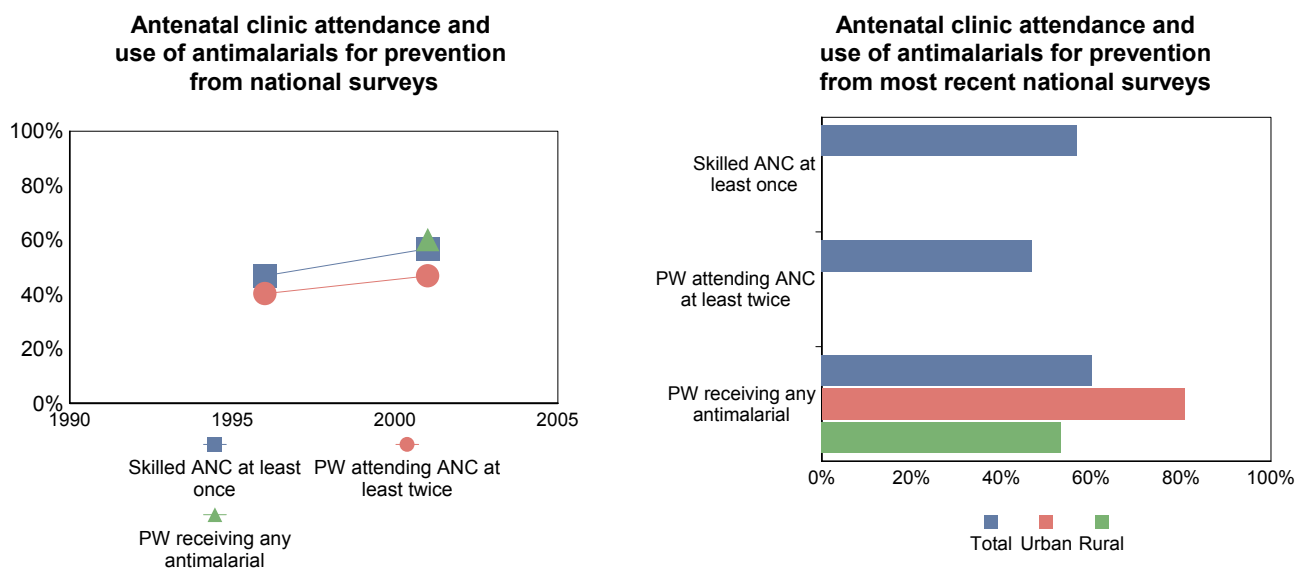 Antenatal clinic attendance and
use of antimalarials for prevention
from national surveys
100%
80%
60%
40%
20%
0%
1990
1995
2000
2005
Skilled ANC at least
once
PW attending ANC at
least twice
PW receiving any
antimalarial
Antenatal clinic attendance and
use of antimalarials for prevention
from most recent national surveys
Skilled ANC at
least once
PW attending ANC
at least twice
PW receiving any
antimalarial
0%
20%
40%
60%
80%
100%
Total Urban Rural